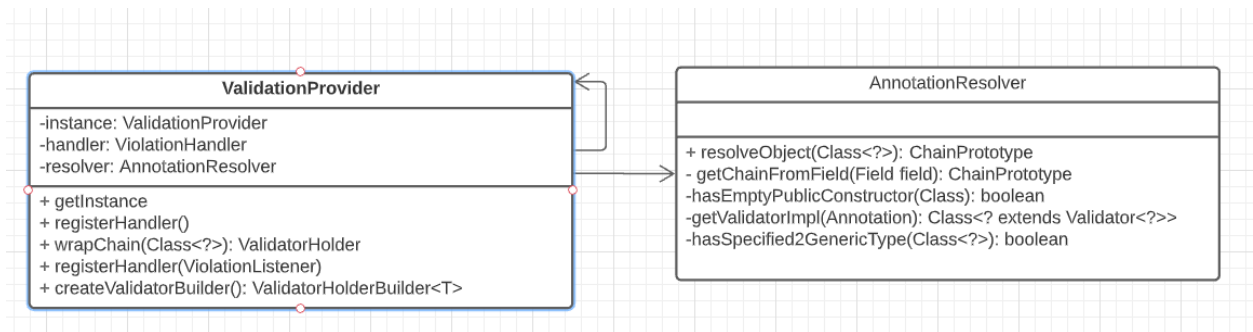 ValidationProvider
-instance: ValidationProvider
-handler: ViolationHandler
-resolver: AnnotationResolver
+ getInstance
+ registerHandler()
+ wrapChain(Class<?>): ValidatorHolder
+ registerHandler(ViolationListener)
+ createValidatorBuilder(): ValidatorHolderBuilder<T>
AnnotationResolver
+ resolveObject(Class<?>): ChainPrototype
- getChainFromField(Field field): ChainPrototype
-hasEmptyPublicConstructor(Class): boolean
-getValidatorImpl(Annotation): Class<? extends Validator<?>>
-hasSpecified2GenericType(Class<?>): boolean